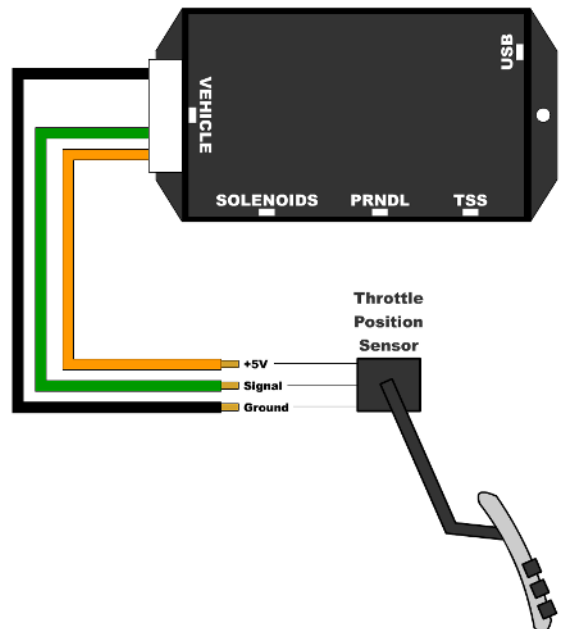 USB
VEHICLE
SOLENOIDS PRNDL TSS
Throttle
Position
Sensor
+5V
Signal
Ground